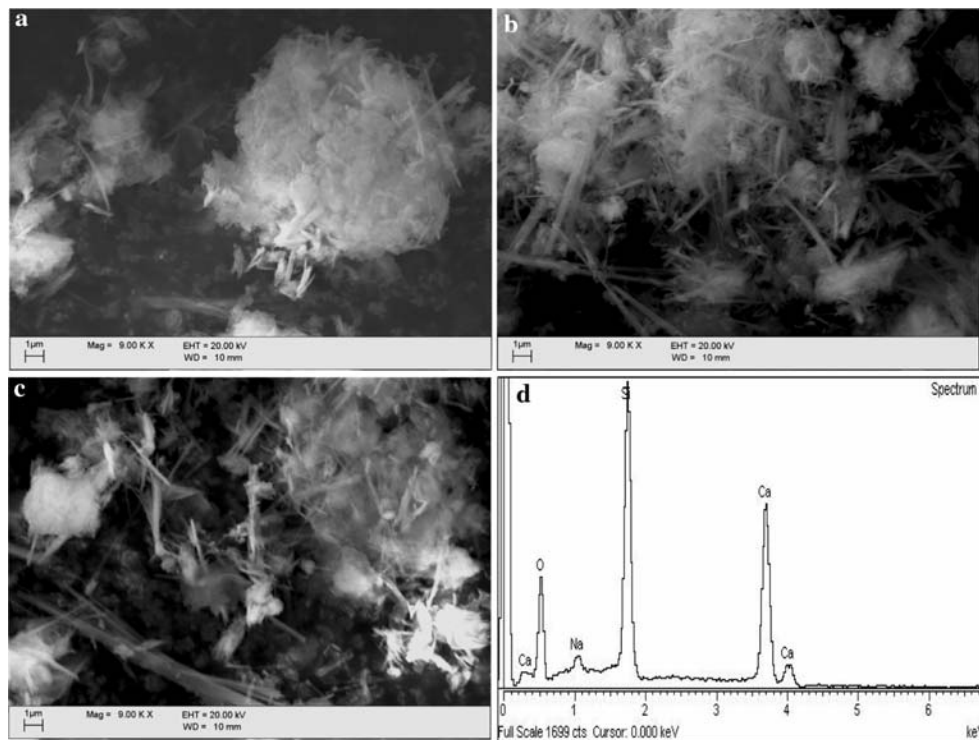 a
1µm
Mag = 9.00 K X
EHT = 20.00 kV
WD = 10 mm
b
1µm
Mag = 9.00 K X
EHT = 20.00 kV
WD = 10 mm
c
1µm
Mag = 9.00 K X
EHT = 20.00 kV
WD = 10 mm
d
Spectrum
Si
Ca
O
Na
Ca
Ca
0 1 2 3 4 5 6
Full Scale 1699 cts Cursor: 0.000 keV
ke